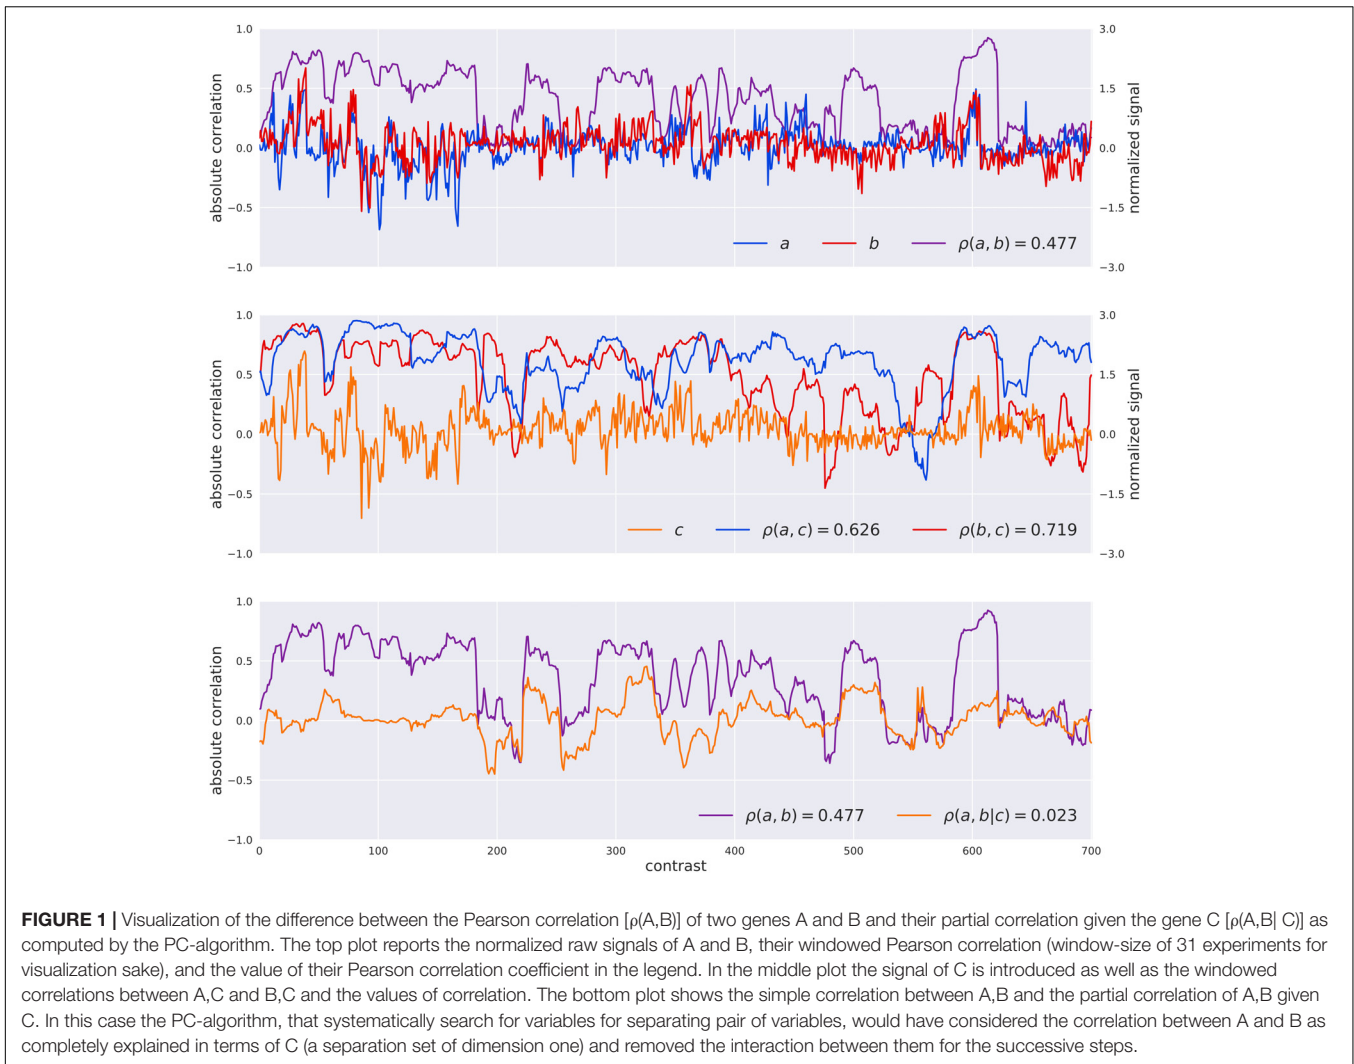 1.0
0.5
0.0
−0.5
−1.0
absolute correlation
3.0
1.5
0.0
−1.5
−3.0
normalized signal
a b ρ(a, b) = 0.477
1.0
0.5
0.0
−0.5
−1.0
absolute correlation
3.0
1.5
0.0
−1.5
−3.0
normalized signal
c ρ(a, c) = 0.626 ρ(b, c) = 0.719
1.0
0.5
0.0
−0.5
−1.0
absolute correlation
ρ(a, b) = 0.477 ρ(a, b|c) = 0.023
0 100 200 300 400 500 600 700
contrast
FIGURE 1 | Visualization of the difference between the Pearson correlation [ρ(A,B)] of two genes A and B and their partial correlation given the gene C [ρ(A,B| C)] as
computed by the PC-algorithm. The top plot reports the normalized raw signals of A and B, their windowed Pearson correlation (window-size of 31 experiments for
visualization sake), and the value of their Pearson correlation coefficient in the legend. In the middle plot the signal of C is introduced as well as the windowed
correlations between A,C and B,C and the values of correlation. The bottom plot shows the simple correlation between A,B and the partial correlation of A,B given
C. In this case the PC-algorithm, that systematically search for variables for separating pair of variables, would have considered the correlation between A and B as
completely explained in terms of C (a separation set of dimension one) and removed the interaction between them for the successive steps.